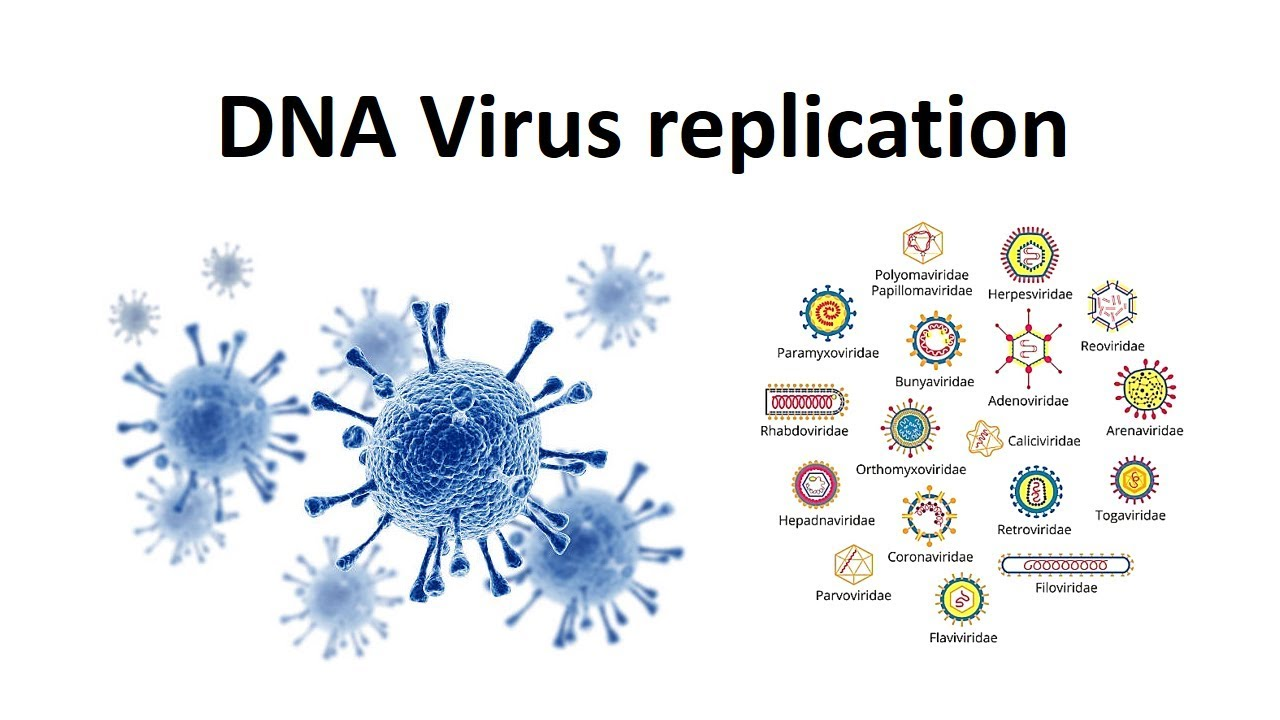 DNA Virus replication
Polyomaviridae
Papillomaviridae
Herpesviridae
Paramyxoviridae
Bunyaviridae
Reoviridae
Adenoviridae
Rhabdoviridae
Orthomyxoviridae
Caliciviridae
Arenaviridae
Hepadnaviridae
Coronaviridae
Retroviridae
Togaviridae
Parvoviridae
Filoviridae
Flaviviridae